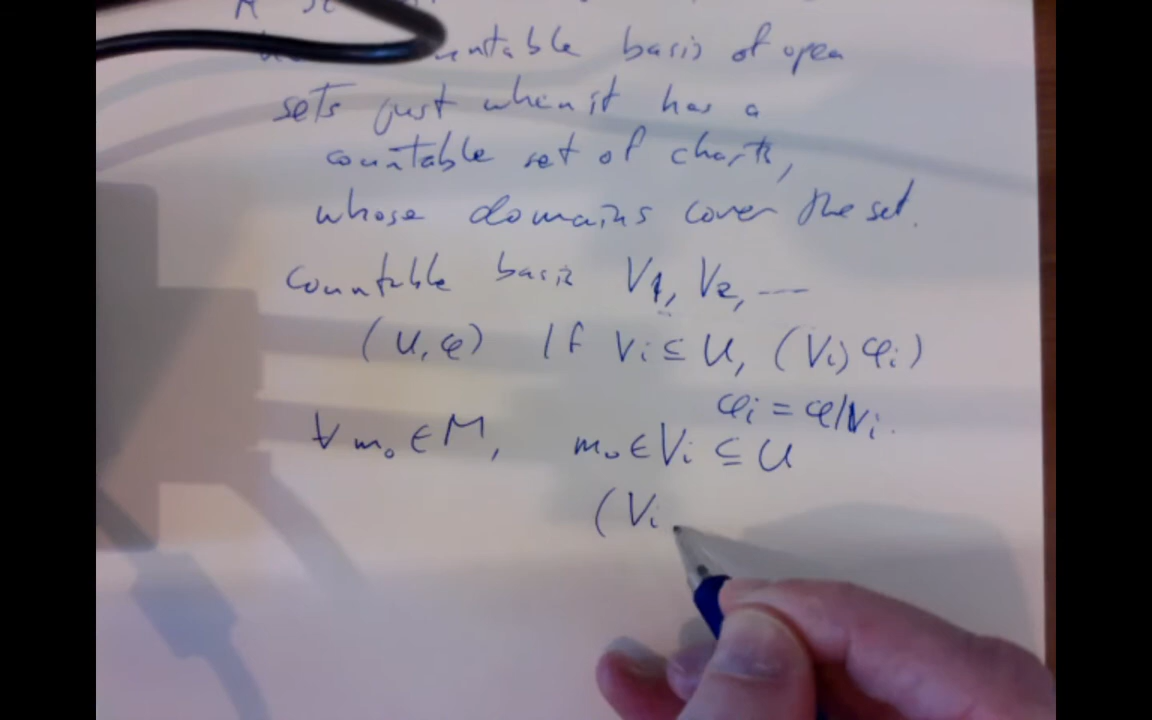 basis of open
sets just when it has a
countable set of charts,
whose domains cover the set.
Countable basis V₁, V₂, —
(U, φ) If Vi ⊆ U, (Vi, φi)
φi = φ|Vi.
∀ m₀ ∈ M, m₀ ∈ Vi ⊆ U
(Vi